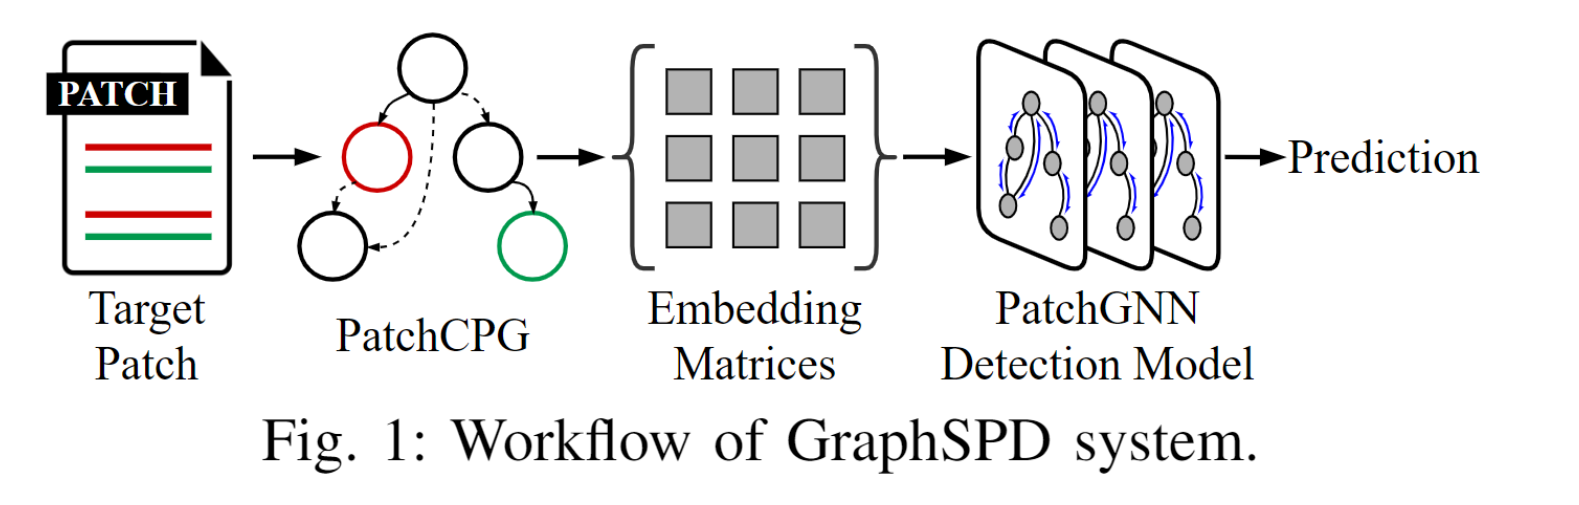 PATCH
Target
Patch
PatchCPG
Embedding
Matrices
PatchGNN
Detection Model
Prediction
Fig. 1: Workflow of GraphSPD system.